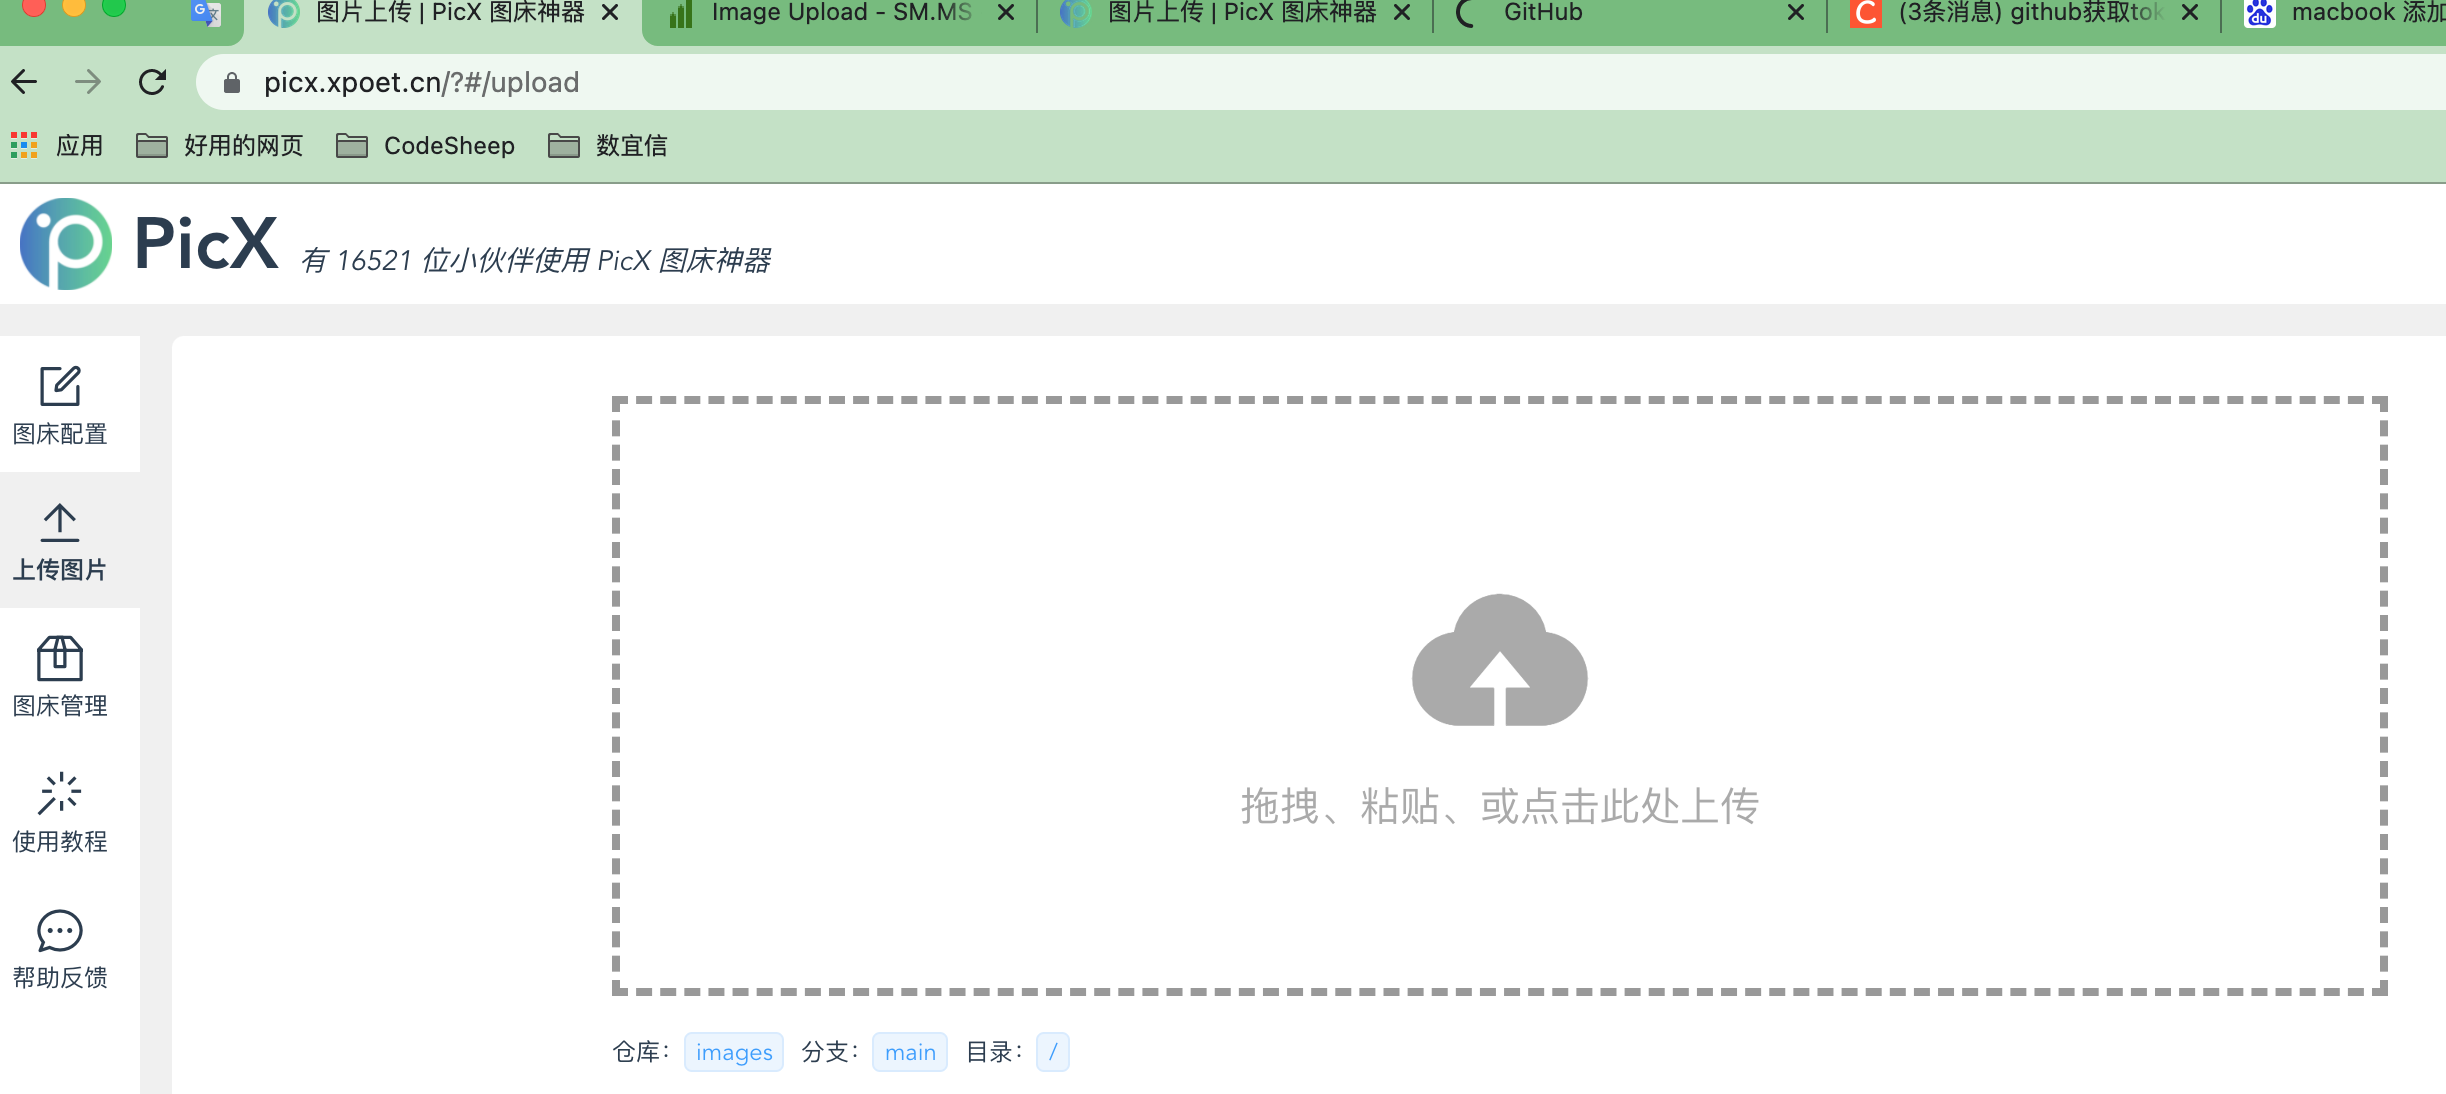 图片上传 | PicX 图床神器
Image Upload - SM.MS
图片上传 | PicX 图床神器
GitHub
(3条消息) github获取tok
macbook 添加
picx.xpoet.cn/?#/upload
应用 好用的网页 CodeSheep 数宜信
PicX 有 16521 位小伙伴使用 PicX 图床神器
图床配置
上传图片
图床管理
使用教程
帮助反馈
拖拽、粘贴、或点击此处上传
仓库: images 分支: main 目录: /